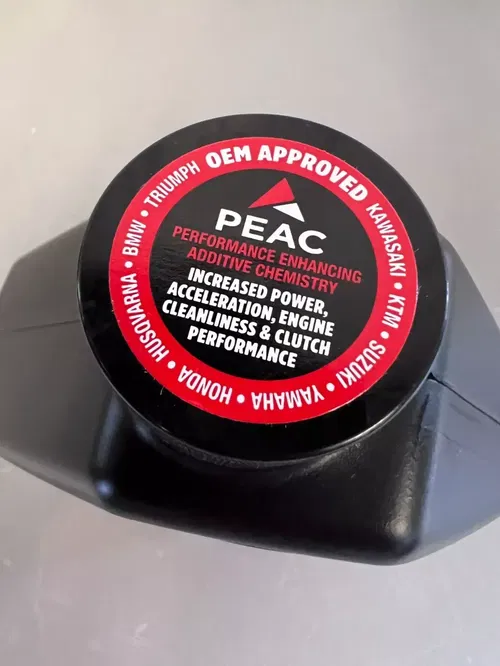 OEM APPROVED
KAWASAKI • KTM • SUZUKI • YAMAHA • HONDA • HUSQVARNA • BMW • TRIUMPH
PEAC
PERFORMANCE ENHANCING
ADDITIVE CHEMISTRY
INCREASED POWER,
ACCELERATION, ENGINE
CLEANLINESS & CLUTCH
PERFORMANCE